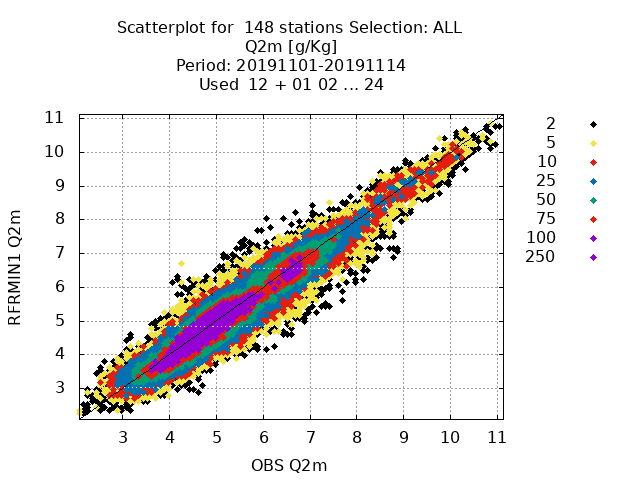 Scatterplot for  148 stations Selection: ALL
Q2m [g/Kg]
Period: 20191101-20191114
Used  12 + 01 02 ... 24
11
10
9
8
7
6
5
4
3
RFRMIN1 Q2m
3 4 5 6 7 8 9 10 11
OBS Q2m
2
5
10
25
50
75
100
250